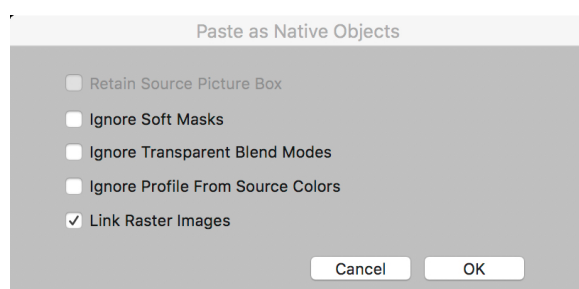 Paste as Native Objects
Retain Source Picture Box
Ignore Soft Masks
Ignore Transparent Blend Modes
Ignore Profile From Source Colors
Link Raster Images
Cancel OK